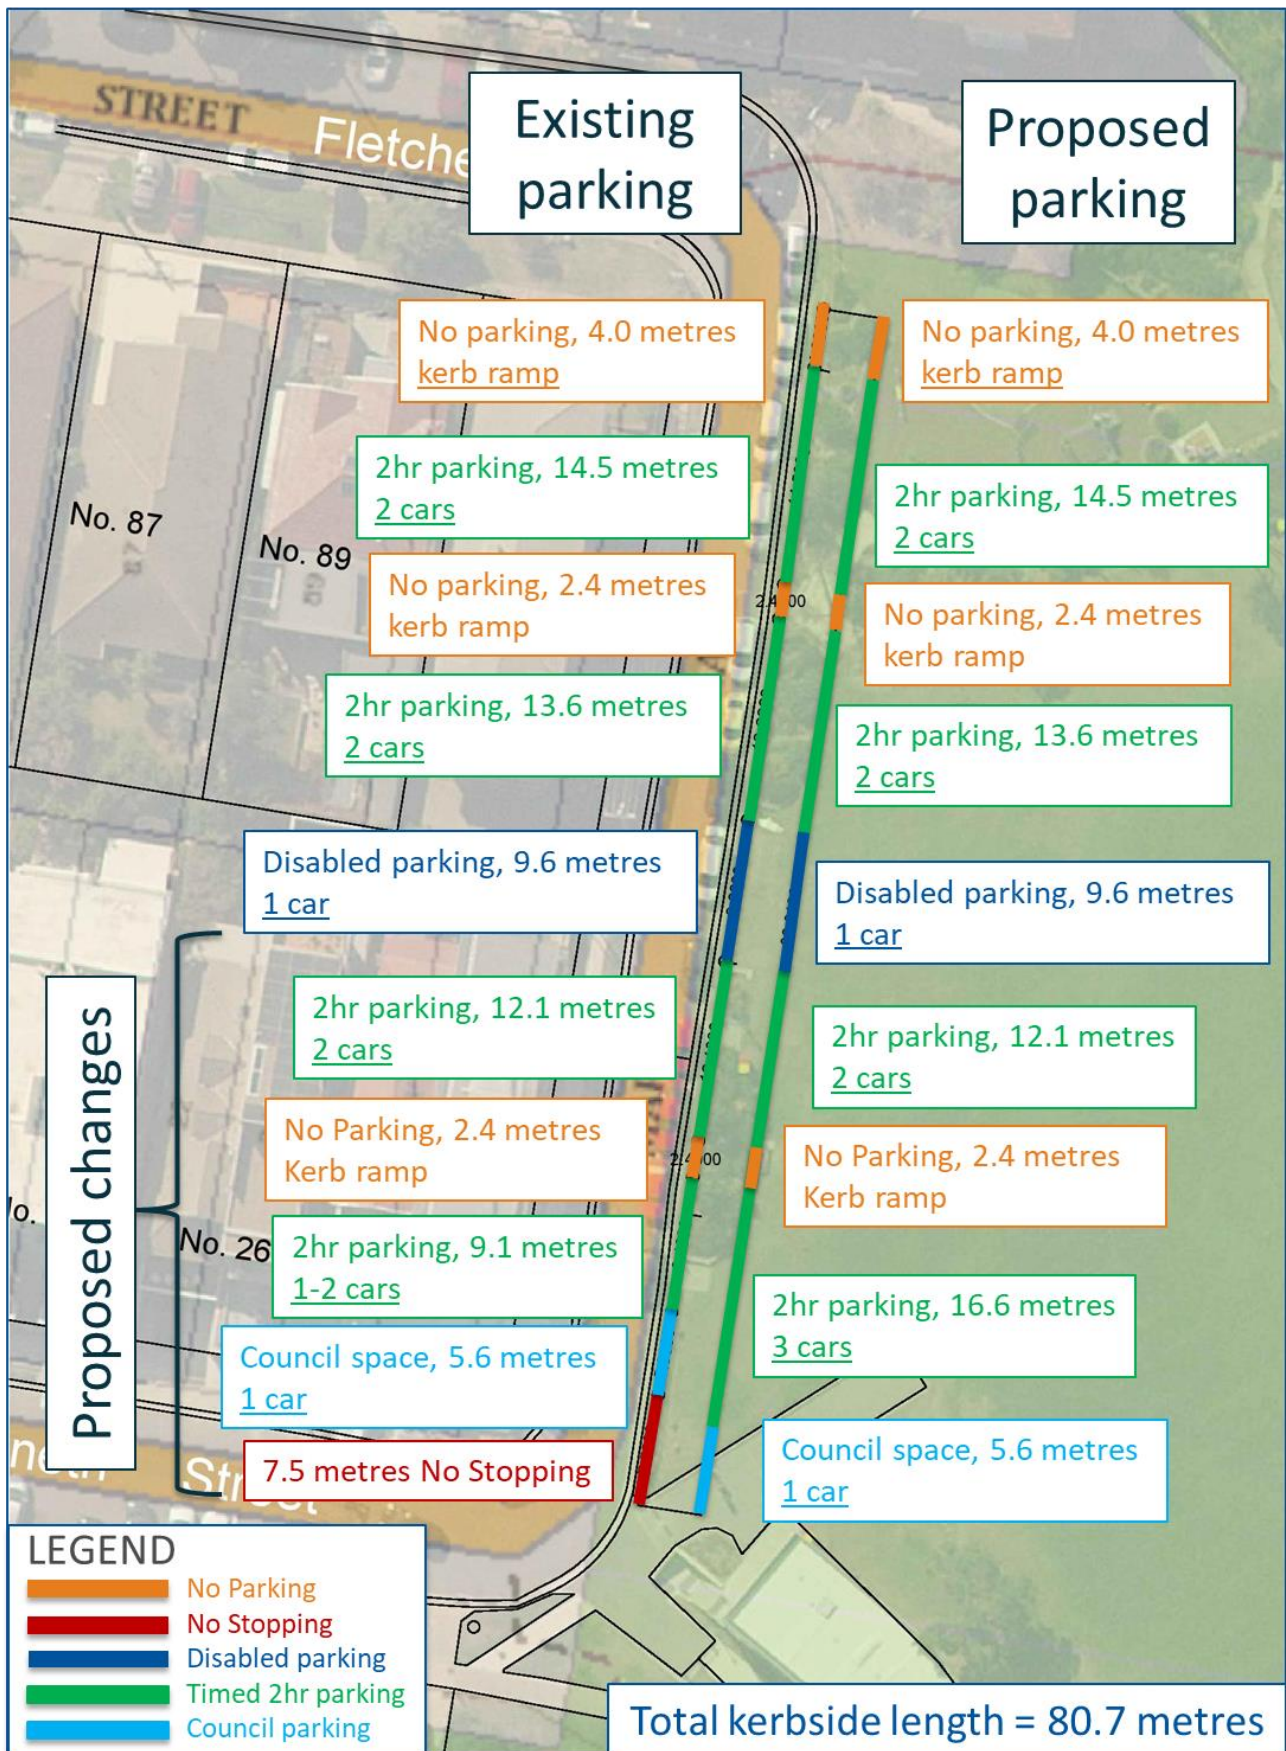 STREET
Fletche
Existing
parking
Proposed
parking
No parking, 4.0 metres
kerb ramp
No parking, 4.0 metres
kerb ramp
2hr parking, 14.5 metres
2 cars
2hr parking, 14.5 metres
2 cars
No. 87
No. 89
No parking, 2.4 metres
kerb ramp
No parking, 2.4 metres
kerb ramp
2hr parking, 13.6 metres
2 cars
2hr parking, 13.6 metres
2 cars
Disabled parking, 9.6 metres
1 car
Disabled parking, 9.6 metres
1 car
Proposed changes
2hr parking, 12.1 metres
2 cars
2hr parking, 12.1 metres
2 cars
No Parking, 2.4 metres
Kerb ramp
No Parking, 2.4 metres
Kerb ramp
No. 26
2hr parking, 9.1 metres
1-2 cars
2hr parking, 16.6 metres
3 cars
Council space, 5.6 metres
1 car
Council space, 5.6 metres
1 car
7.5 metres No Stopping
Street
LEGEND
No Parking
No Stopping
Disabled parking
Timed 2hr parking
Council parking
Total kerbside length = 80.7 metres